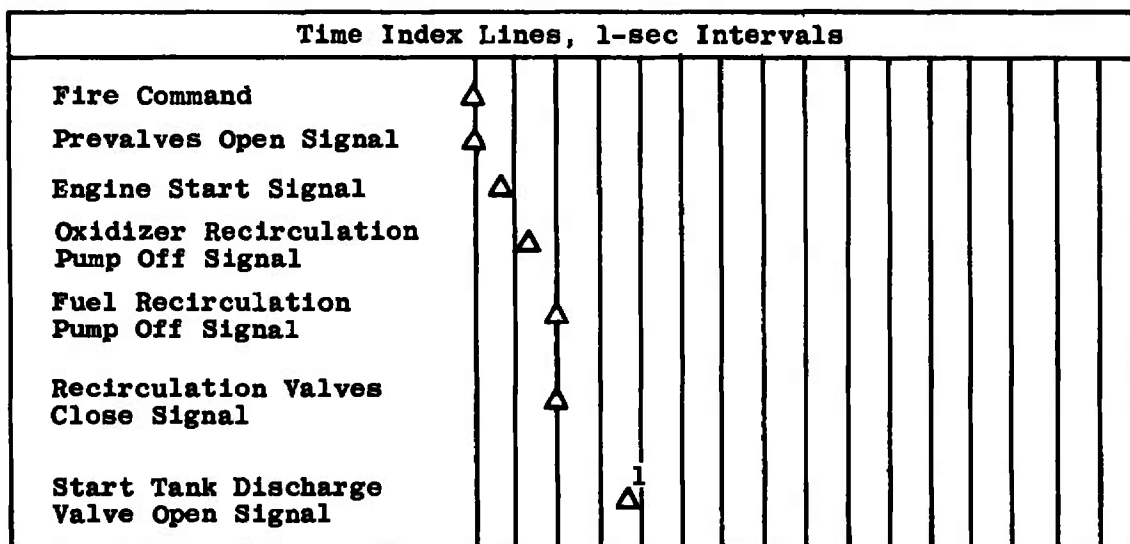 Time Index Lines, 1-sec Intervals
Fire Command
Prevalves Open Signal
Engine Start Signal
Oxidizer Recirculation
Pump Off Signal
Fuel Recirculation
Pump Off Signal
Recirculation Valves
Close Signal
1
Start Tank Discharge
Valve Open Signal